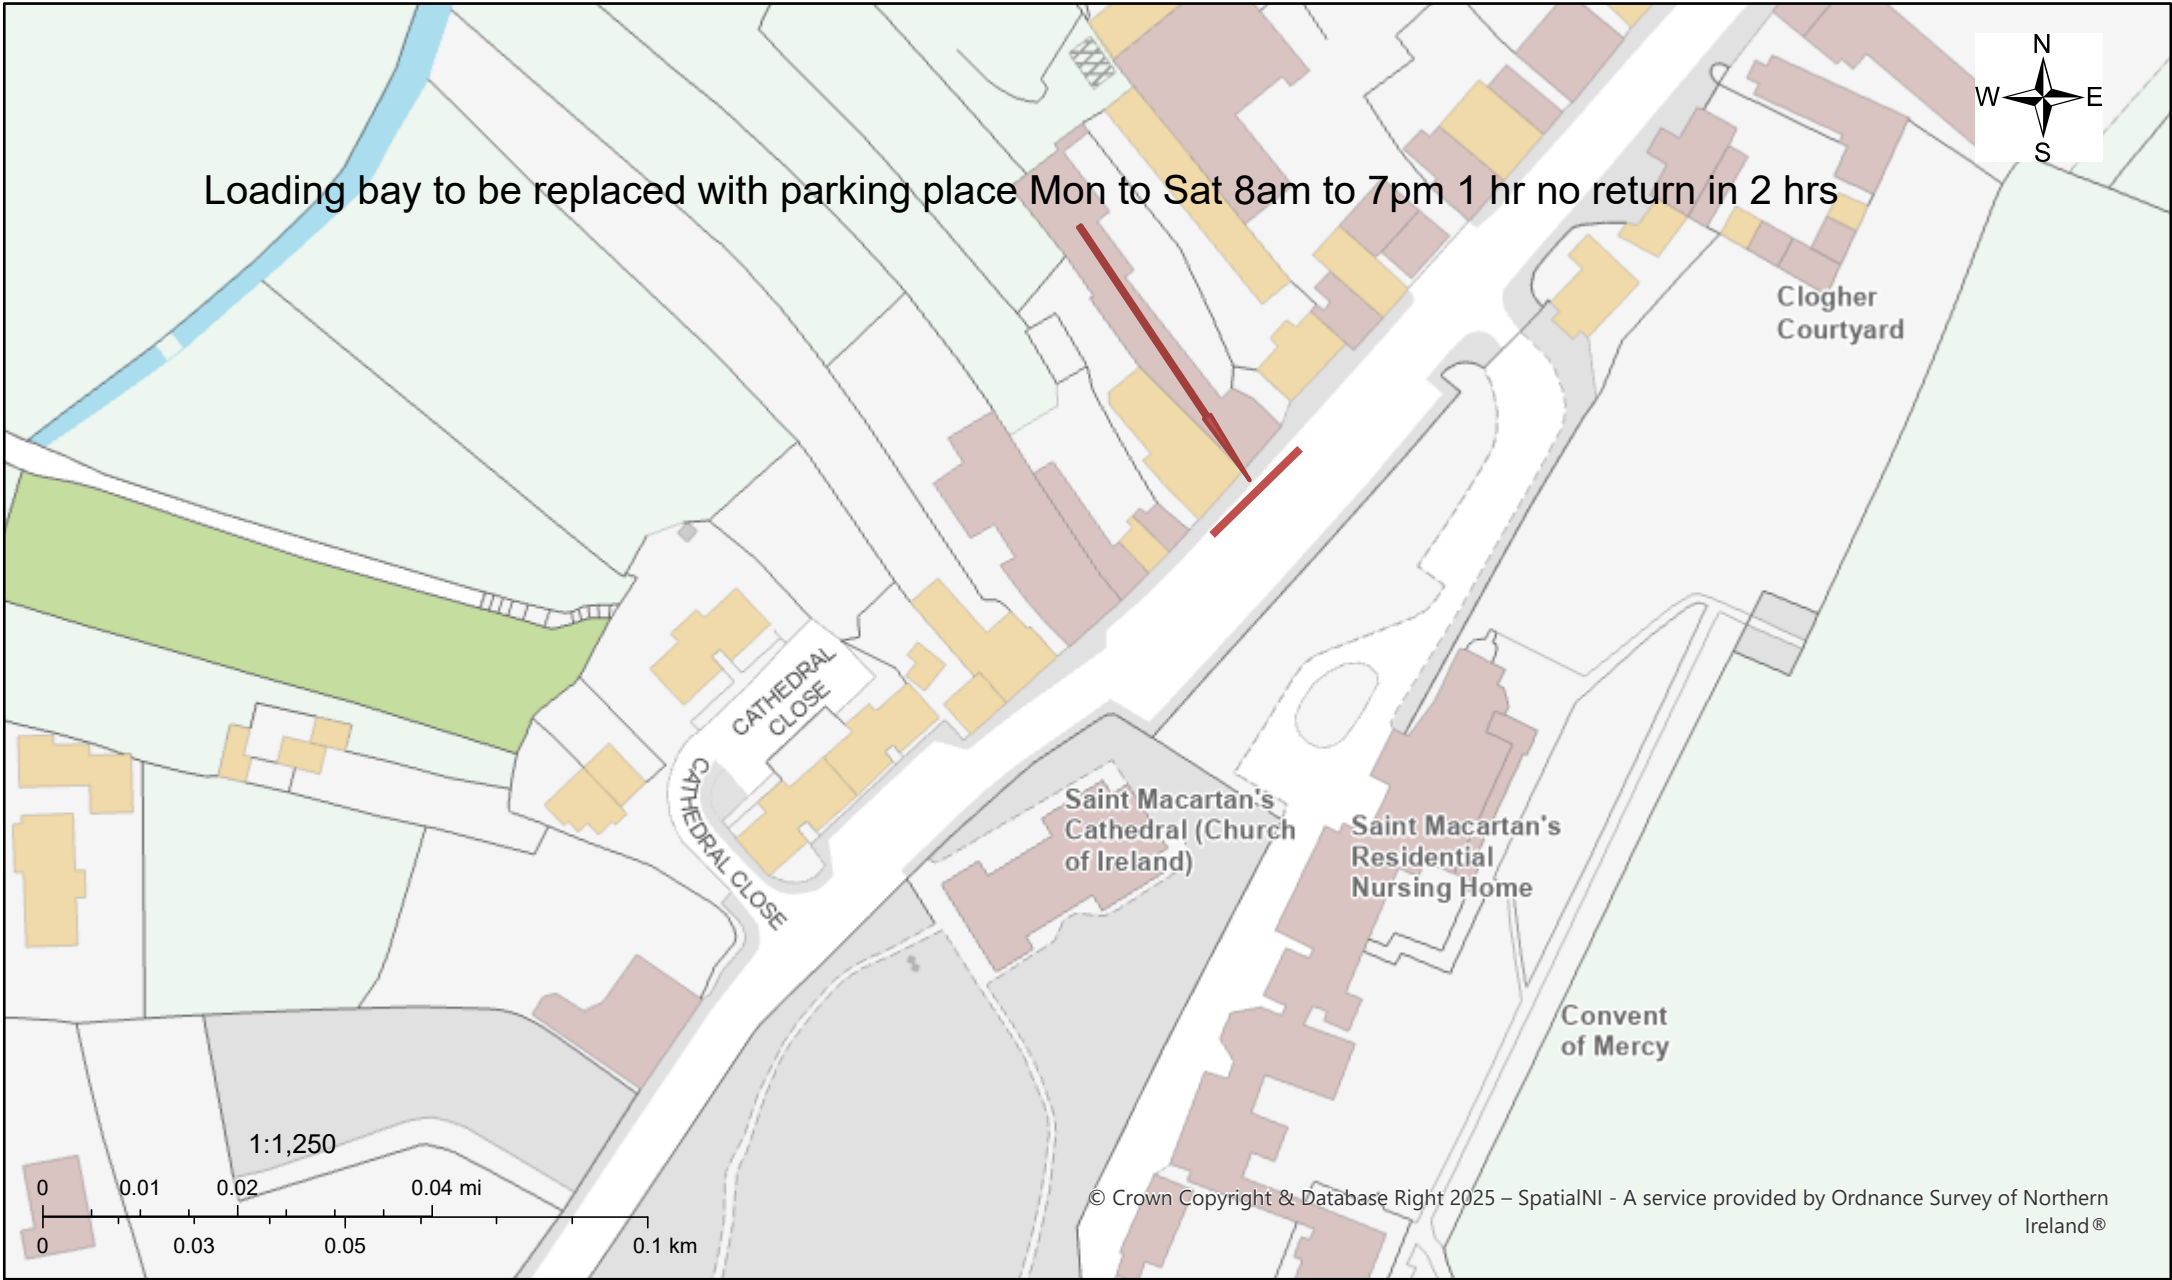 N
W E
S
Loading bay to be replaced with parking place Mon to Sat 8am to 7pm 1 hr no return in 2 hrs
Clogher
Courtyard
CATHEDRAL
CLOSE
CATHEDRAL CLOSE
Saint Macartan's
Cathedral (Church
of Ireland)
Saint Macartan's
Residential
Nursing Home
Convent
of Mercy
1:1,250
0 0.01 0.02 0.04 mi
0 0.03 0.05 0.1 km
© Crown Copyright & Database Right 2025 – SpatialNI - A service provided by Ordnance Survey of Northern
Ireland®